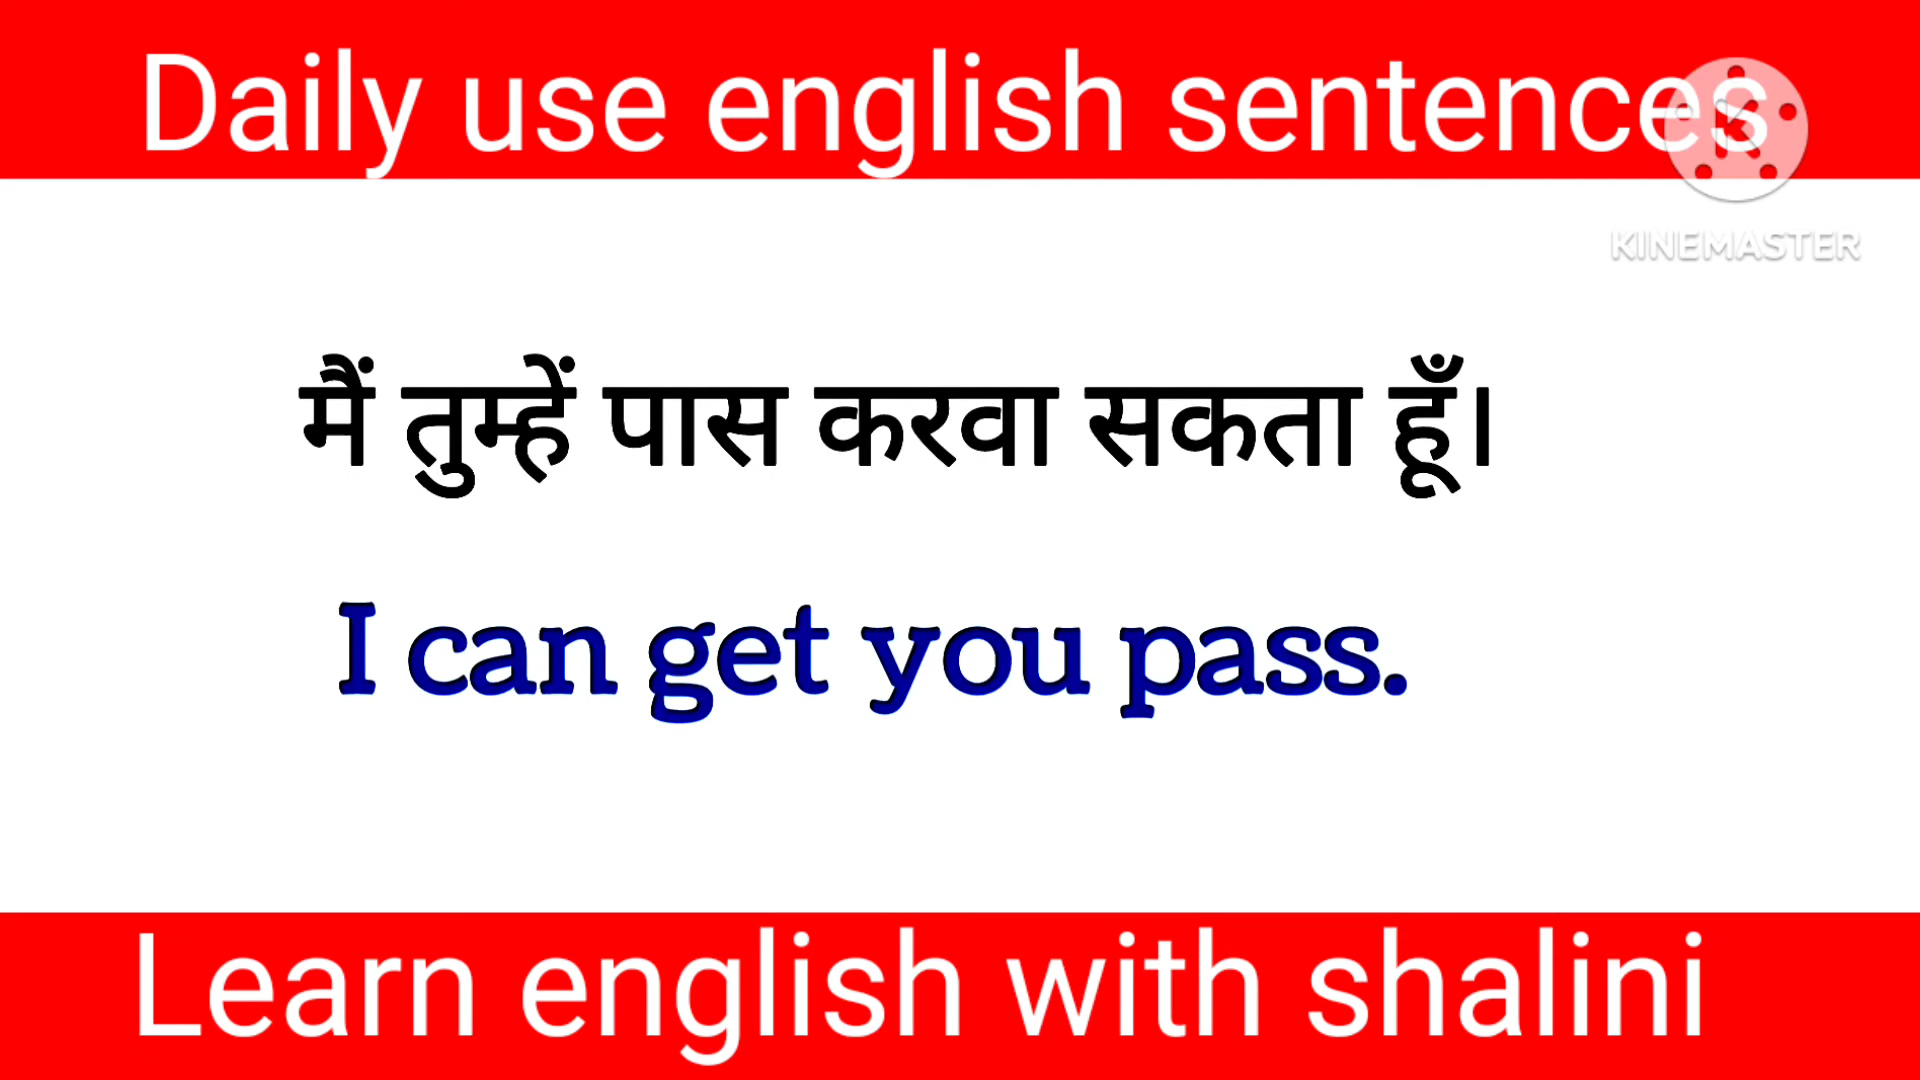 Daily use english sentences
KINEMASTER
मैं तुम्हें पास करवा सकता हूँ।
I can get you pass.
Learn english with shalini